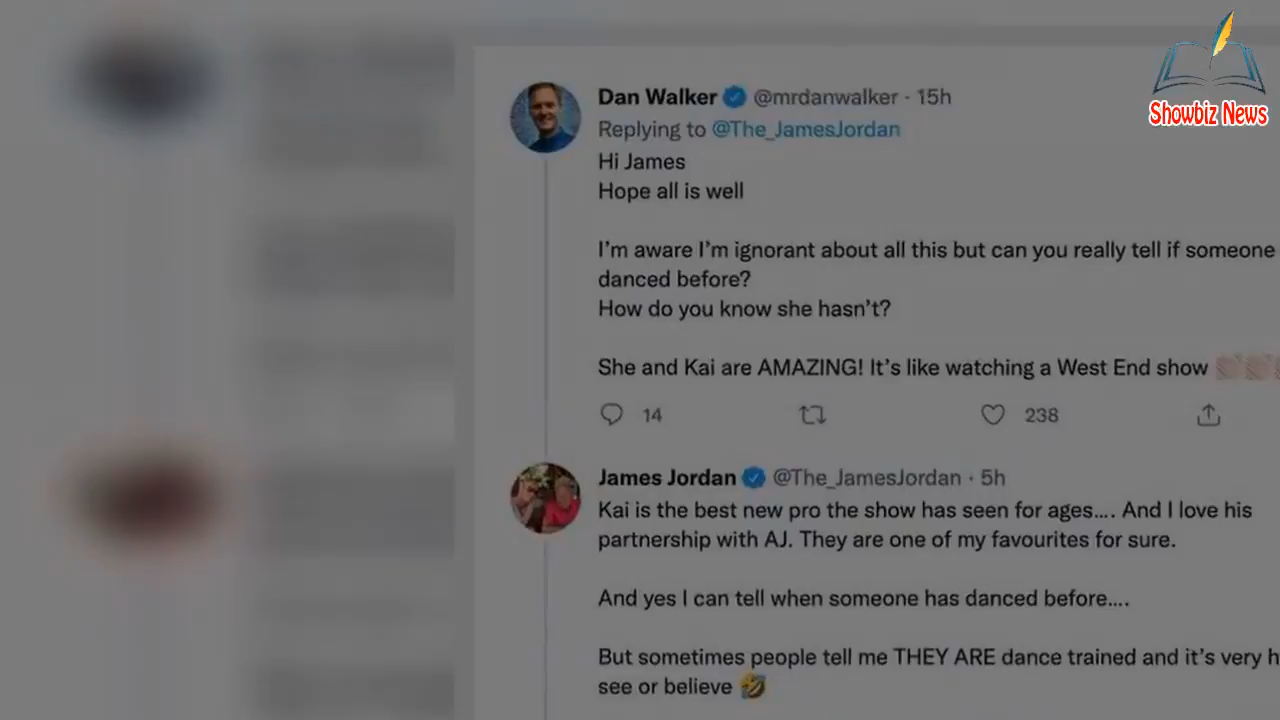 Showbiz News
Dan Walker @mrdanwalker · 15h
Replying to @The_JamesJordan
Hi James
Hope all is well
I'm aware I'm ignorant about all this but can you really tell if someone
danced before?
How do you know she hasn't?
She and Kai are AMAZING! It's like watching a West End show 👏🏻👏🏻
14 238
James Jordan @The_JamesJordan · 5h
Kai is the best new pro the show has seen for ages.... And I love his
partnership with AJ. They are one of my favourites for sure.
And yes I can tell when someone has danced before....
But sometimes people tell me THEY ARE dance trained and it's very h
see or believe 🤣